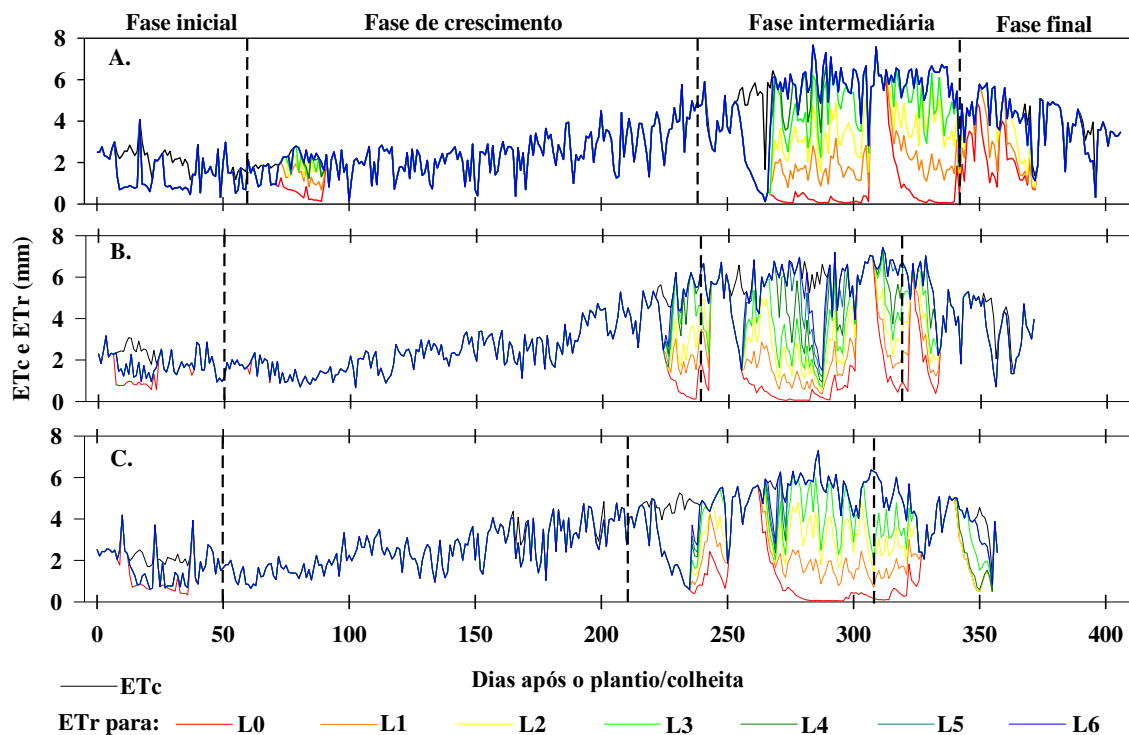 Fase inicial Fase de crescimento Fase intermediária Fase final
8
A.
6
4
2
0
8
B.
6
4
2
0
ETc e ETr (mm)
8
C.
6
4
2
0
0 50 100 150 200 250 300 350 400
Dias após o plantio/colheita
ETc
ETr para: L0 L1 L2 L3 L4 L5 L6